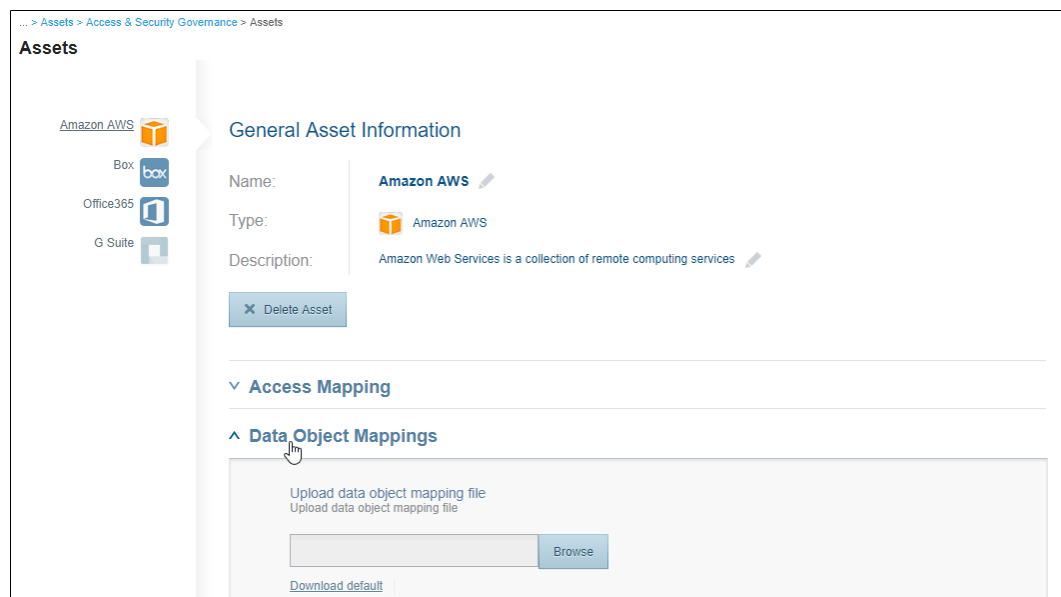 ... > Assets > Access & Security Governance > Assets
Assets
Amazon AWS
Box
box
Office365
G Suite
General Asset Information
Name: Amazon AWS
Type: Amazon AWS
Description: Amazon Web Services is a collection of remote computing services
Delete Asset
Access Mapping
Data Object Mappings
Upload data object mapping file
Upload data object mapping file
Browse
Download default